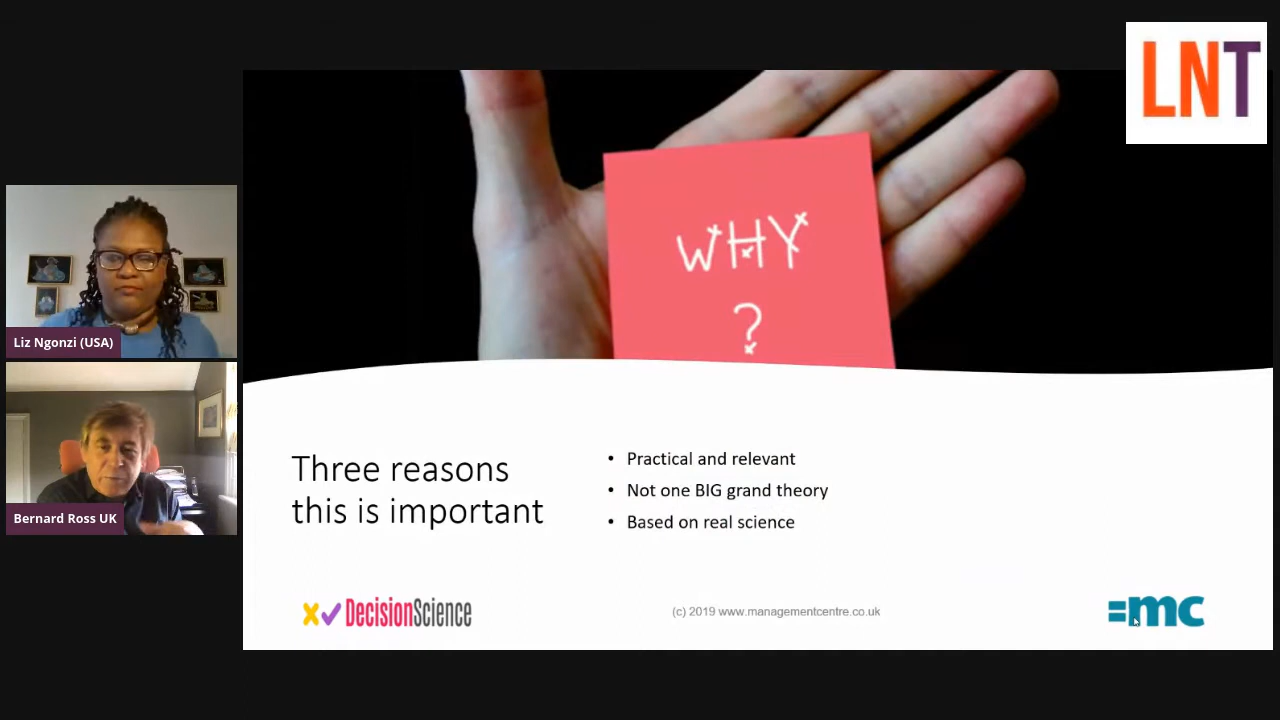 LNT
WHY
?
Liz Ngonzi (USA)
Bernard Ross UK
Three reasons
this is important
• Practical and relevant
• Not one BIG grand theory
• Based on real science
DecisionScience
(c) 2019 www.managementcentre.co.uk
=mc